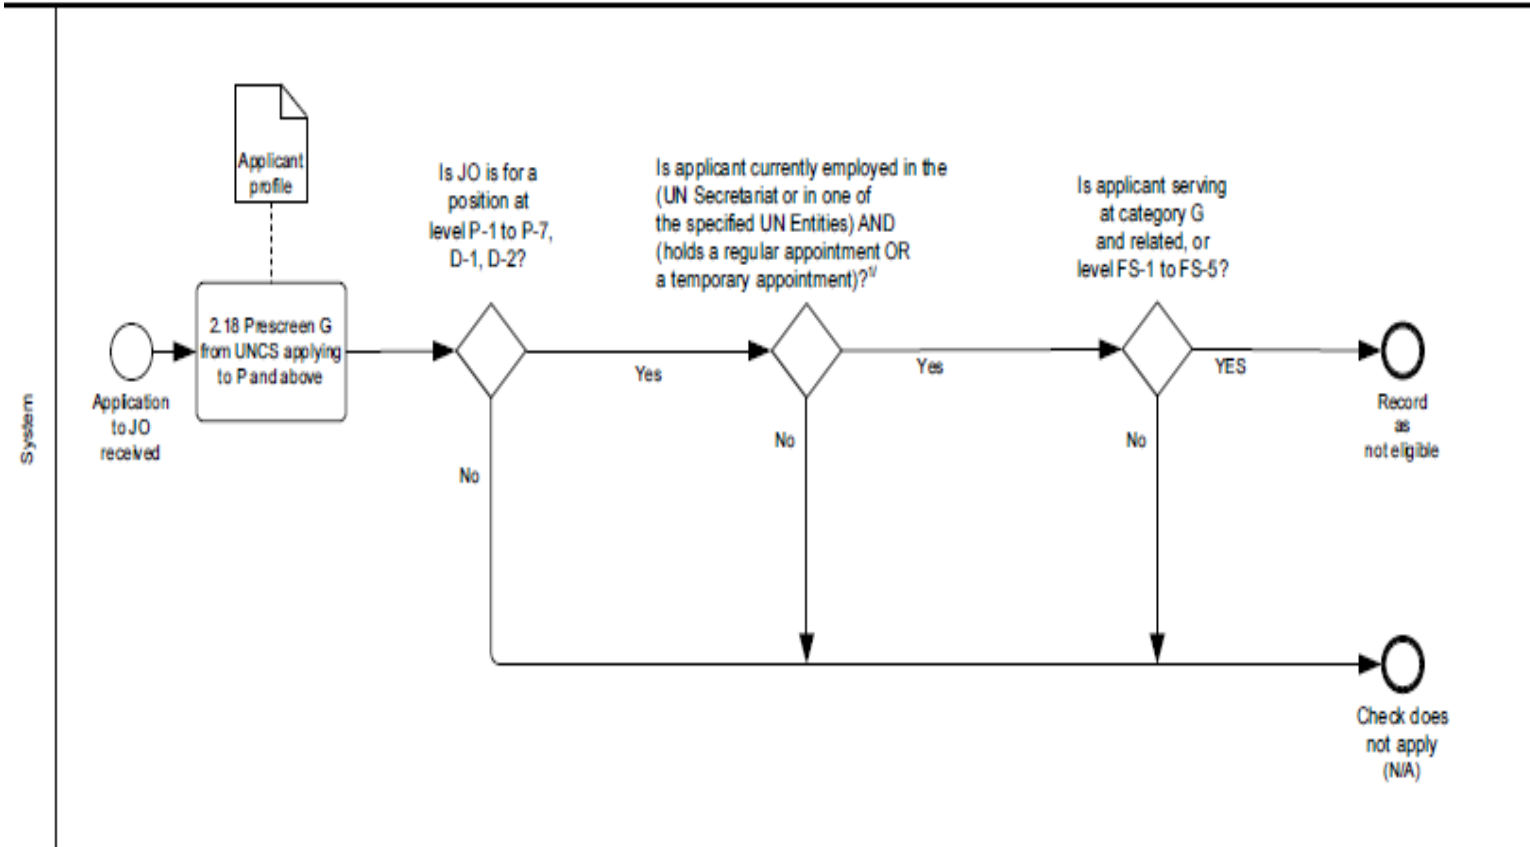 System
Applicant
profile
Application
to JO
received
2.18 Prescreen G
from UNCS applying
to P and above
Is JO is for a
position at
level P-1 to P-7,
D-1, D-2?
No
Yes
Is applicant currently employed in the
(UN Secretariat or in one of
the specified UN Entities) AND
(holds a regular appointment OR
a temporary appointment)?1/
No
Yes
Is applicant serving
at category G
and related, or
level FS-1 to FS-5?
No
YES
Record
as
not eligible
Check does
not apply
(N/A)